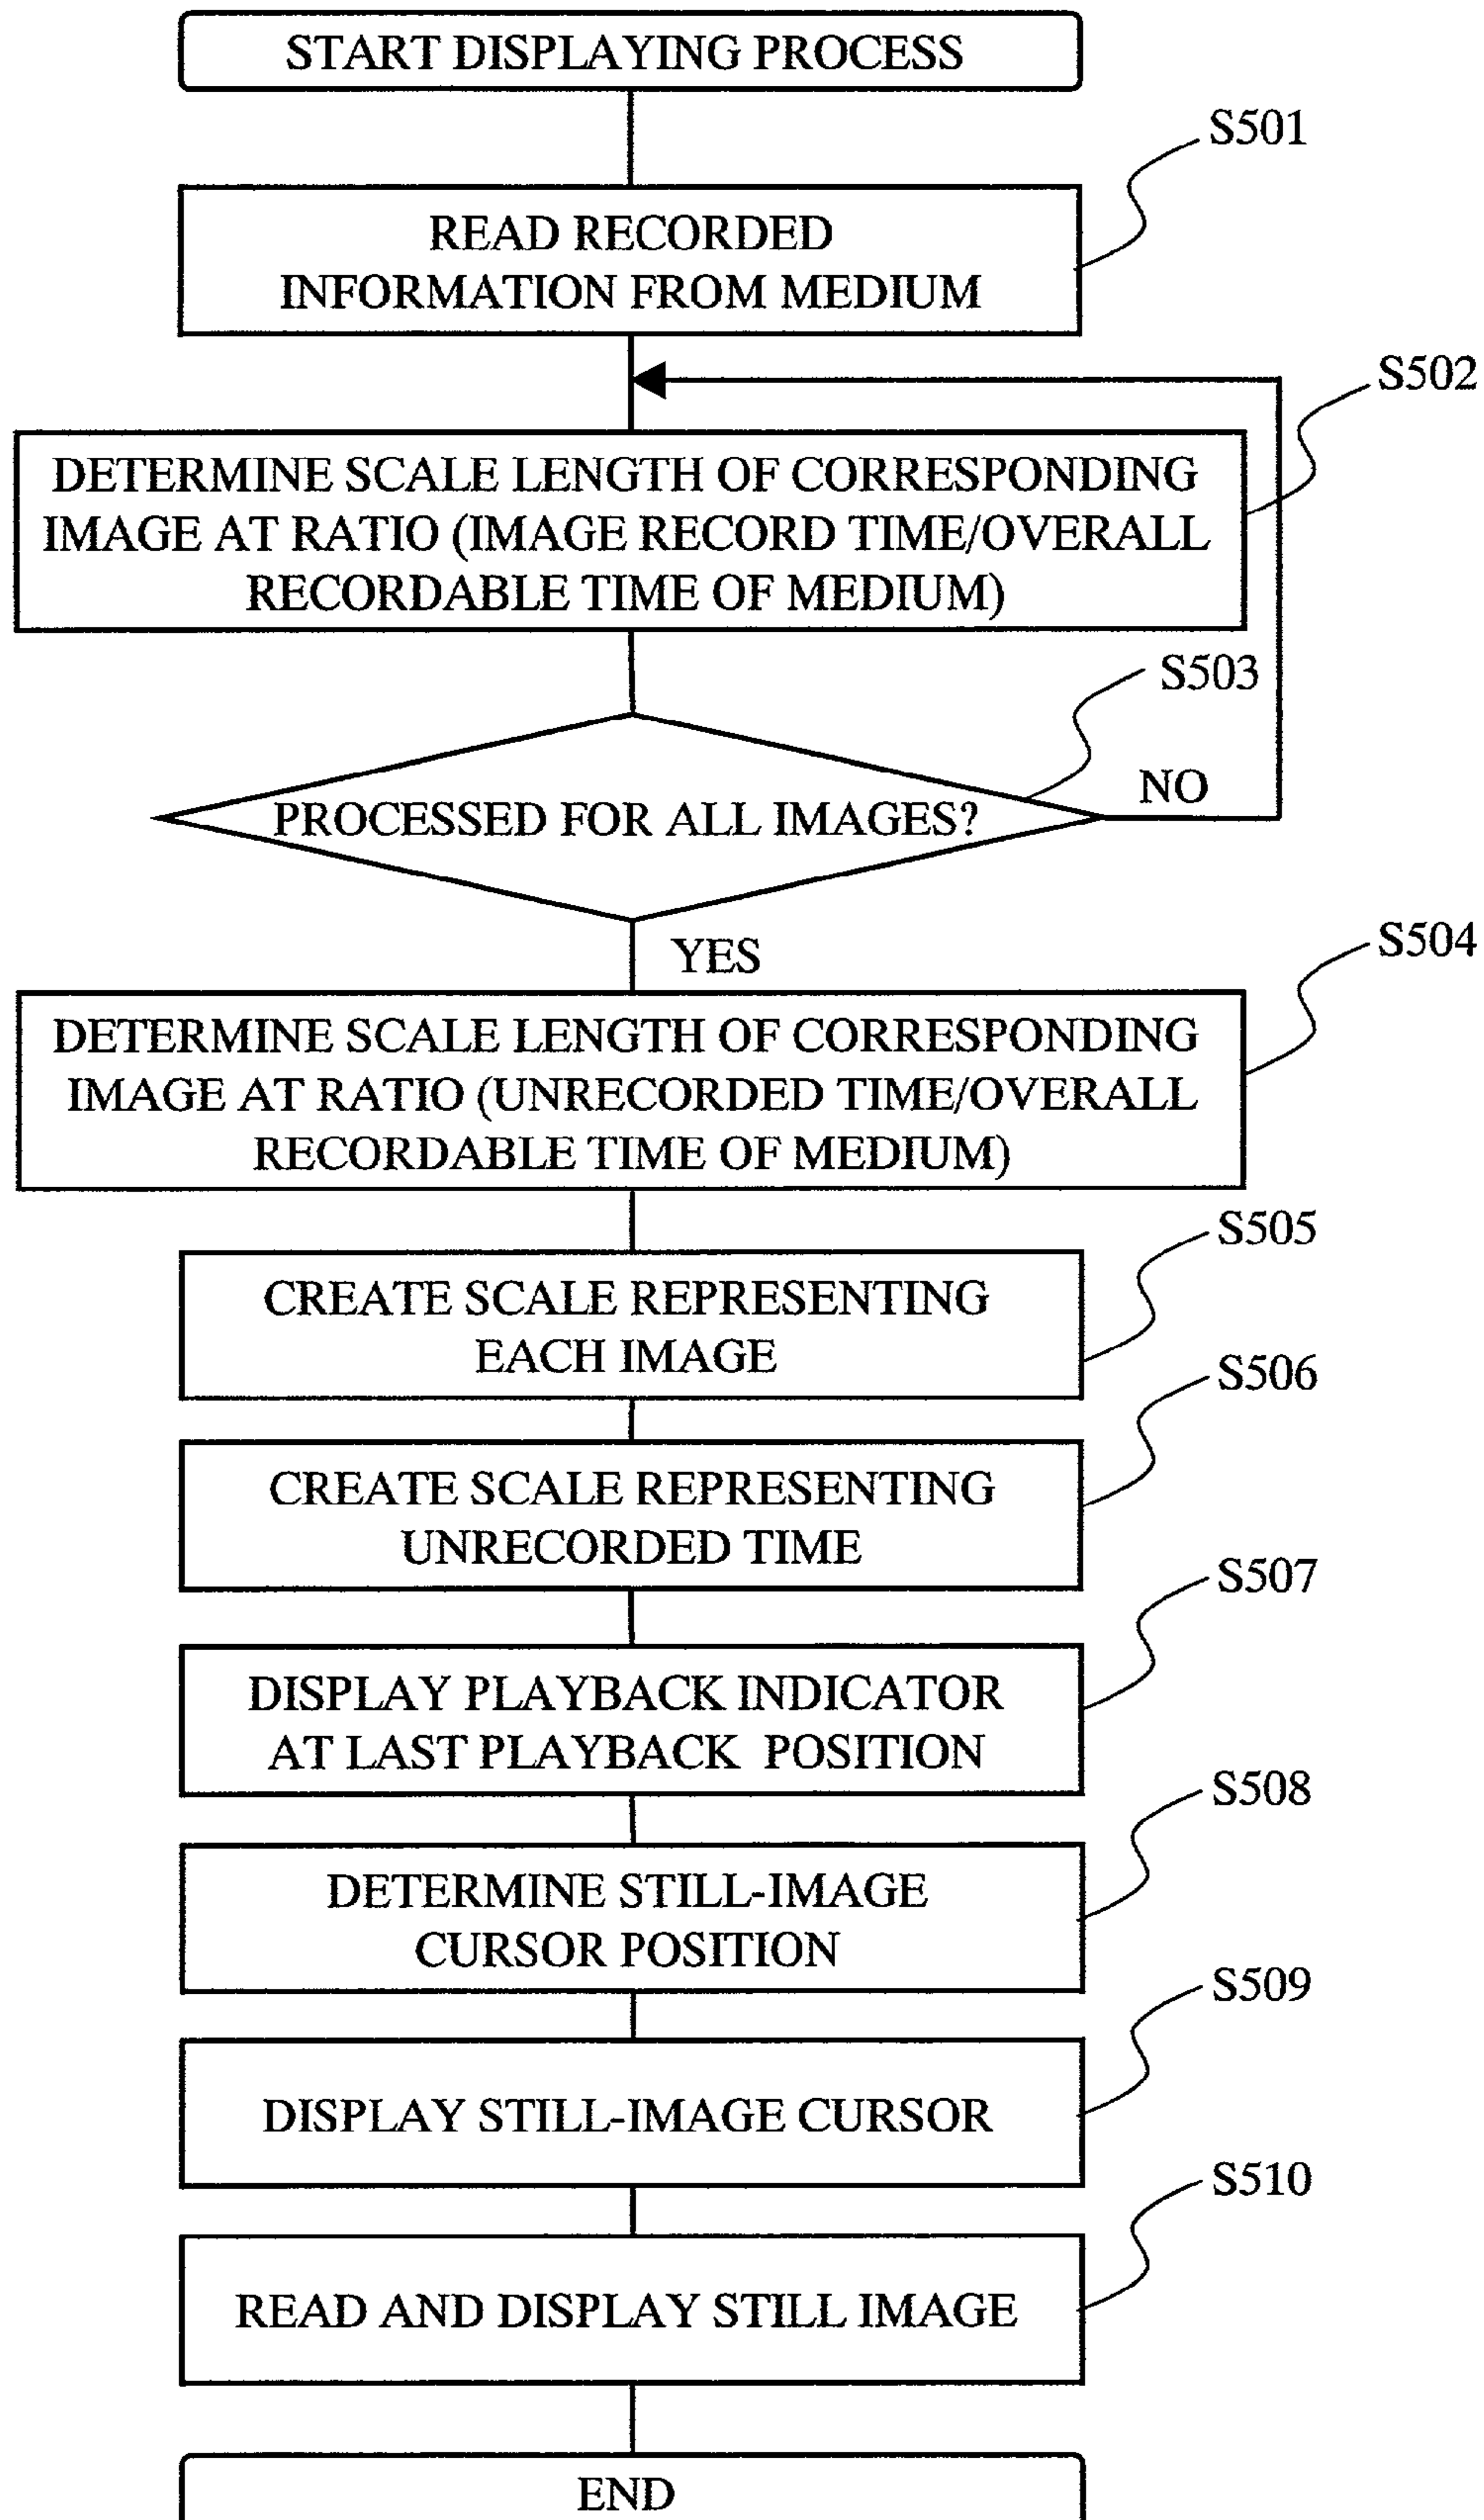 START DISPLAYING PROCESS
S501
READ RECORDED
INFORMATION FROM MEDIUM
S502
DETERMINE SCALE LENGTH OF CORRESPONDING
IMAGE AT RATIO (IMAGE RECORD TIME/OVERALL
RECORDABLE TIME OF MEDIUM)
S503
PROCESSED FOR ALL IMAGES?
NO
YES
S504
DETERMINE SCALE LENGTH OF CORRESPONDING
IMAGE AT RATIO (UNRECORDED TIME/OVERALL
RECORDABLE TIME OF MEDIUM)
S505
CREATE SCALE REPRESENTING
EACH IMAGE
S506
CREATE SCALE REPRESENTING
UNRECORDED TIME
S507
DISPLAY PLAYBACK INDICATOR
AT LAST PLAYBACK POSITION
S508
DETERMINE STILL-IMAGE
CURSOR POSITION
S509
DISPLAY STILL-IMAGE CURSOR
S510
READ AND DISPLAY STILL IMAGE
END